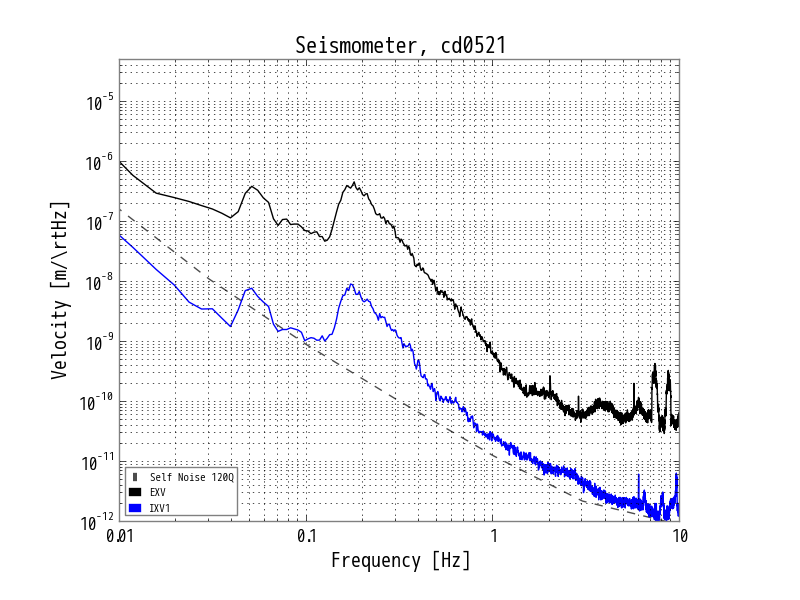 Seismometer, cd0521
10-5
10-6
10-7
10-8
10-9
10-10
10-11
10-12
Velocity [m/\rtHz]
Self Noise 120Q
EXV
IXV1
0.01 0.1 1 10
Frequency [Hz]